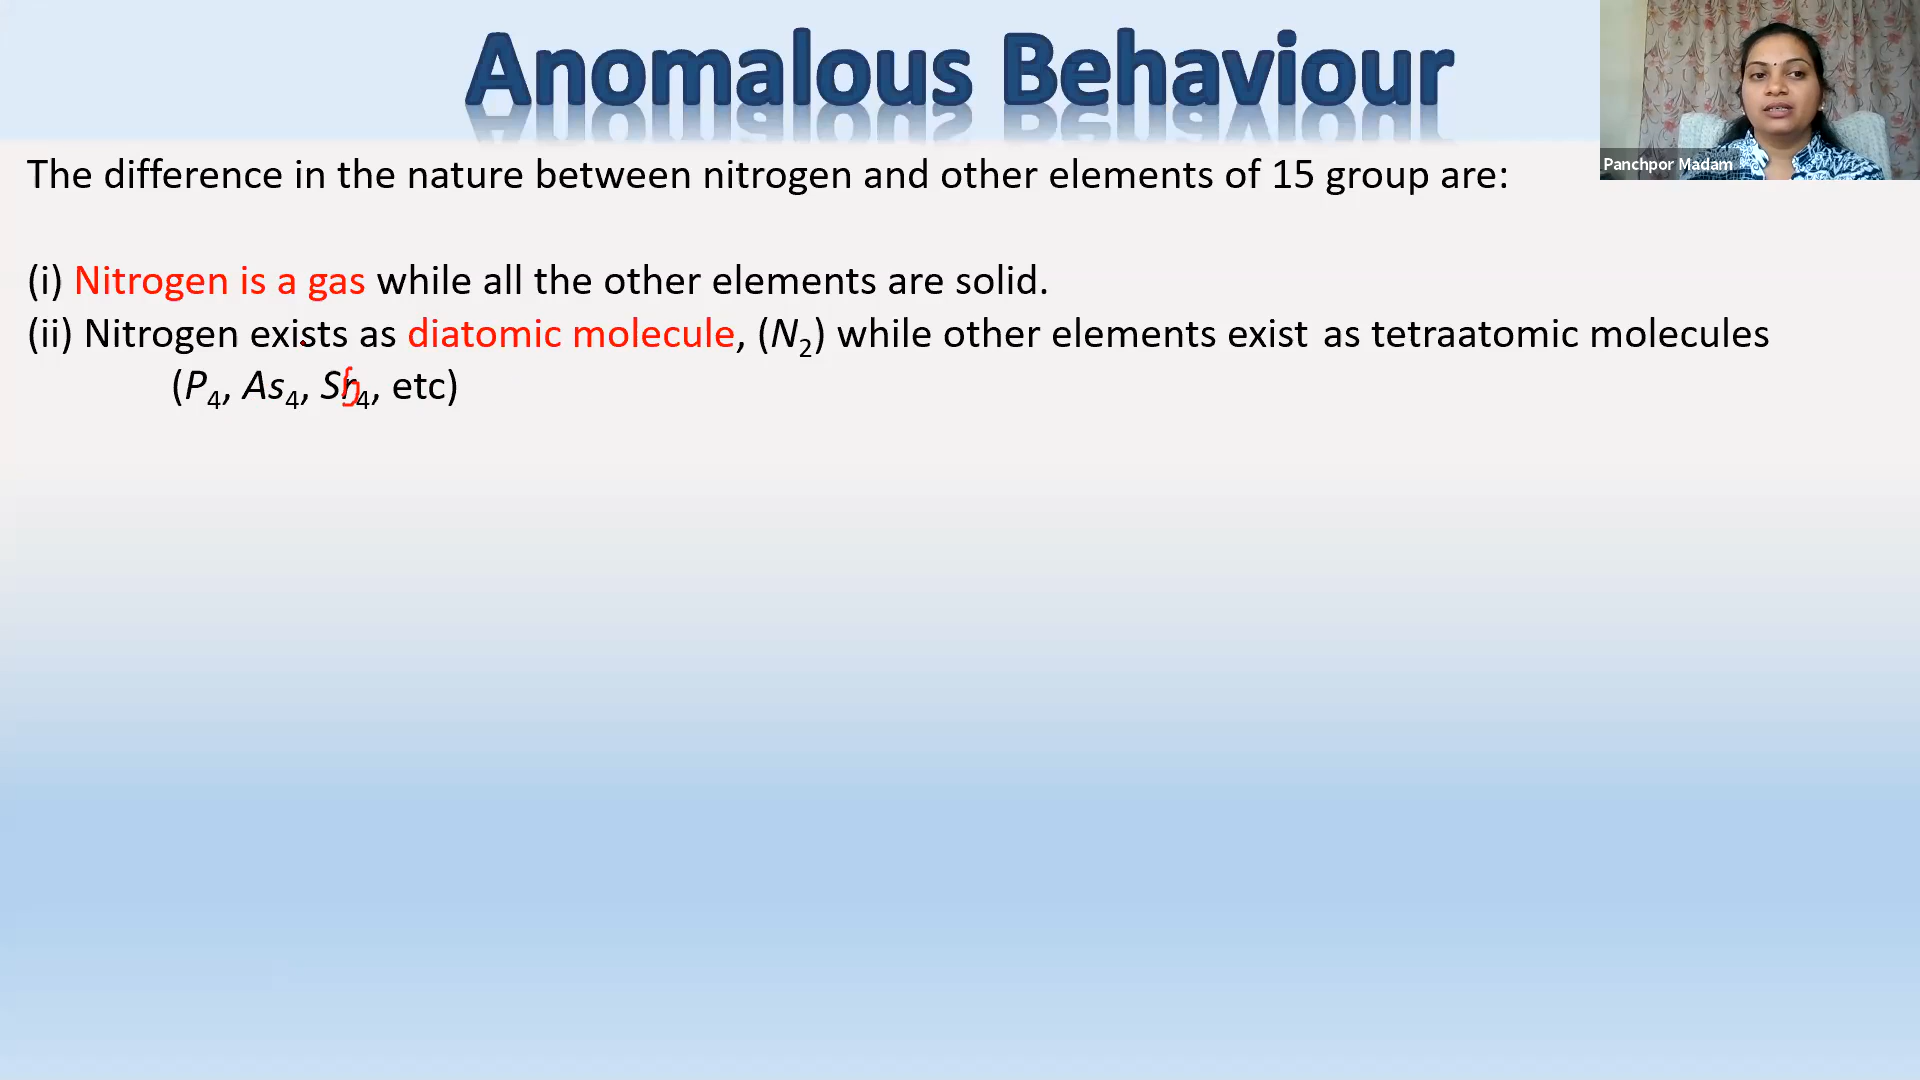 Anomalous Behaviour
Panchpor Madam
The difference in the nature between nitrogen and other elements of 15 group are:
(i) Nitrogen is a gas while all the other elements are solid.
(ii) Nitrogen exists as diatomic molecule, (N₂) while other elements exist as tetraatomic molecules
(P₄, As₄, Sb₄, etc)